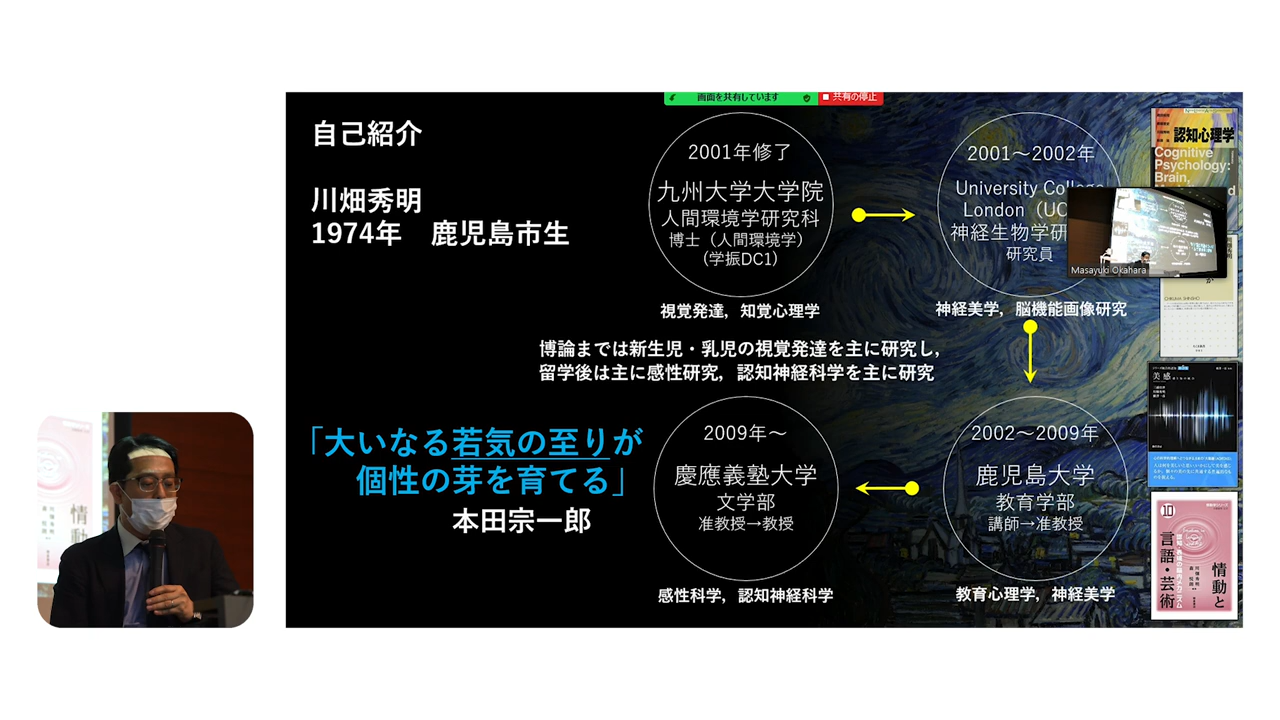 画面を共有しています
共有の停止
自己紹介
川畑秀明
1974年 鹿児島市生
2001年修了
九州大学大学院
人間環境学研究科
博士（人間環境学）
（学振DC1）
視覚発達，知覚心理学
2001～2002年
University College
London（UC
神経生物学研
研究員
神経美学，脳機能画像研究
博論までは新生児・乳児の視覚発達を主に研究し，
留学後は主に感性研究，認知神経科学を主に研究
「大いなる若気の至りが
個性の芽を育てる」
本田宗一郎
2009年～
慶應義塾大学
文学部
准教授→教授
感性科学，認知神経科学
2002～2009年
鹿児島大学
教育学部
講師→准教授
教育心理学，神経美学
認知心理学
Cognitive
Psychology:
Brain,
Masayuki Okahara
か
美感
10
情動と
言語・芸術
情動